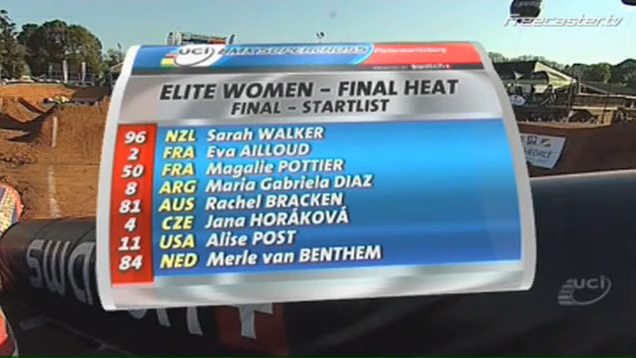 freecaster.tv
UCI BMX SUPERCROSS Pietermaritzburg
ELITE WOMEN – FINAL HEAT
FINAL – STARTLIST
96 NZL Sarah WALKER
2 FRA Eva AILLOUD
50 FRA Magalie POTTIER
8 ARG Maria Gabriela DIAZ
81 AUS Rachel BRACKEN
4 CZE Jana HORÁKOVÁ
11 USA Alise POST
84 NED Merle van BENTHEM
UCI